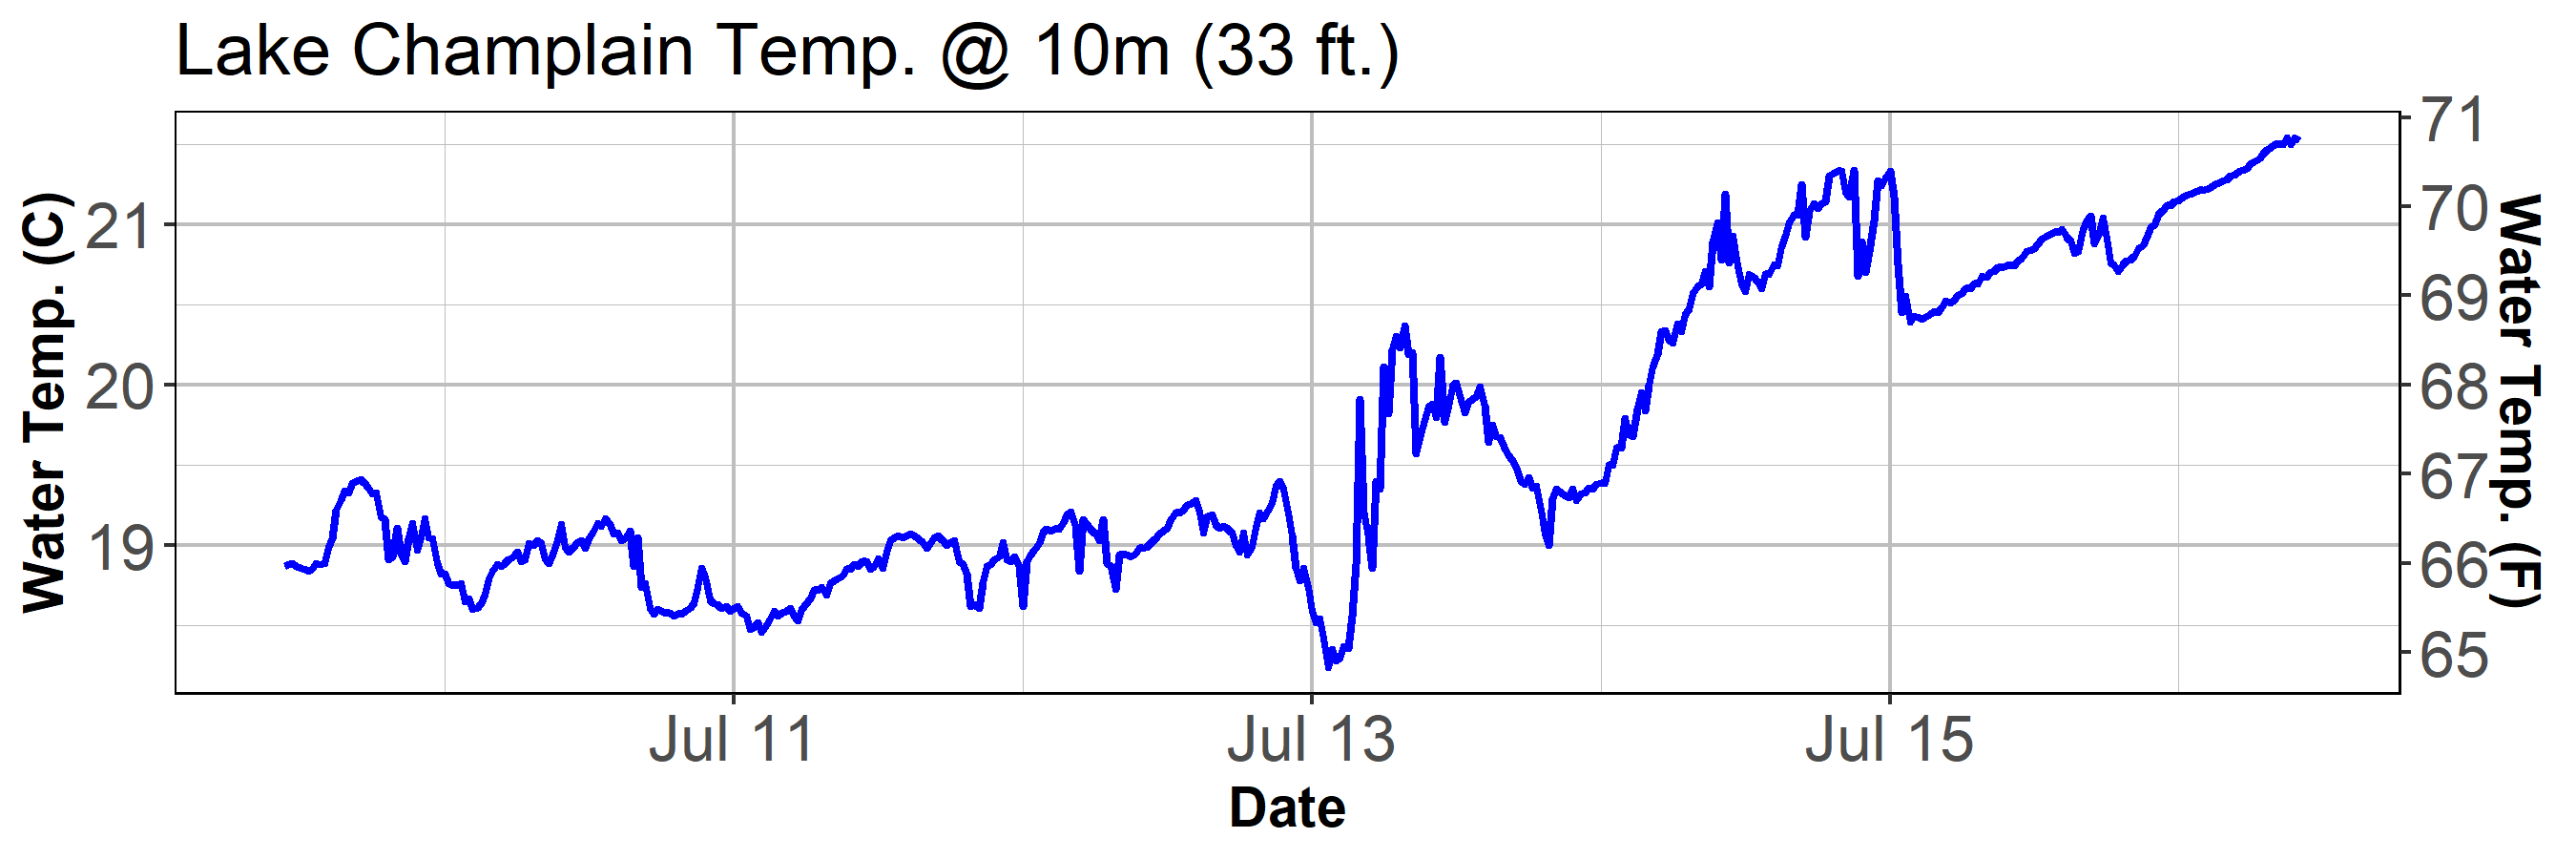 Lake Champlain Temp. @ 10m (33 ft.)
Water Temp. (C)
21
20
19
71
70
69
68
67
66
65
Water Temp. (F)
Jul 11
Jul 13
Jul 15
Date